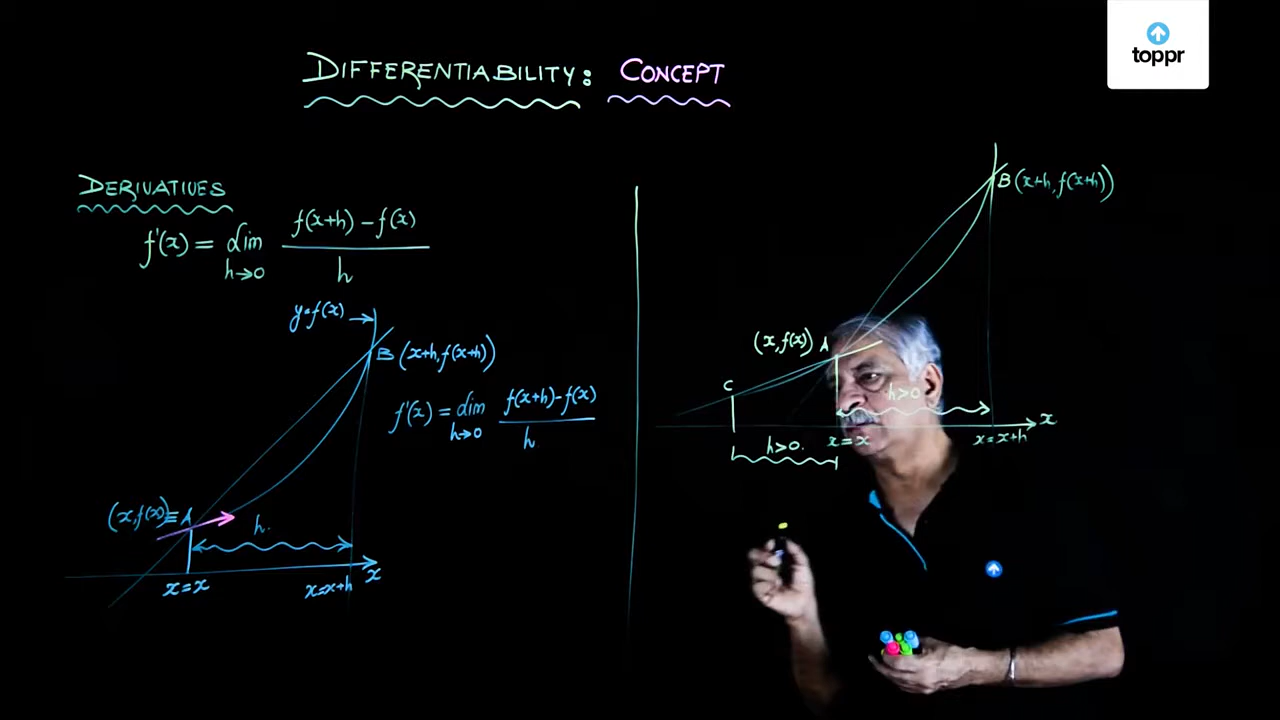 toppr
DIFFERENTIABILITY: CONCEPT
DERIVATIVES
f'(x) = lim h→0 f(x+h) - f(x) / h
y=f(x)
B (x+h, f(x+h))
f'(x) = lim h→0 f(x+h) - f(x) / h
(x, f(x)) ≡ A
h.
x = x
x=x+h
x
B (x+h, f(x+h))
(x, f(x)) A
C
h>0
x
h>0.
x = x
x = x+h